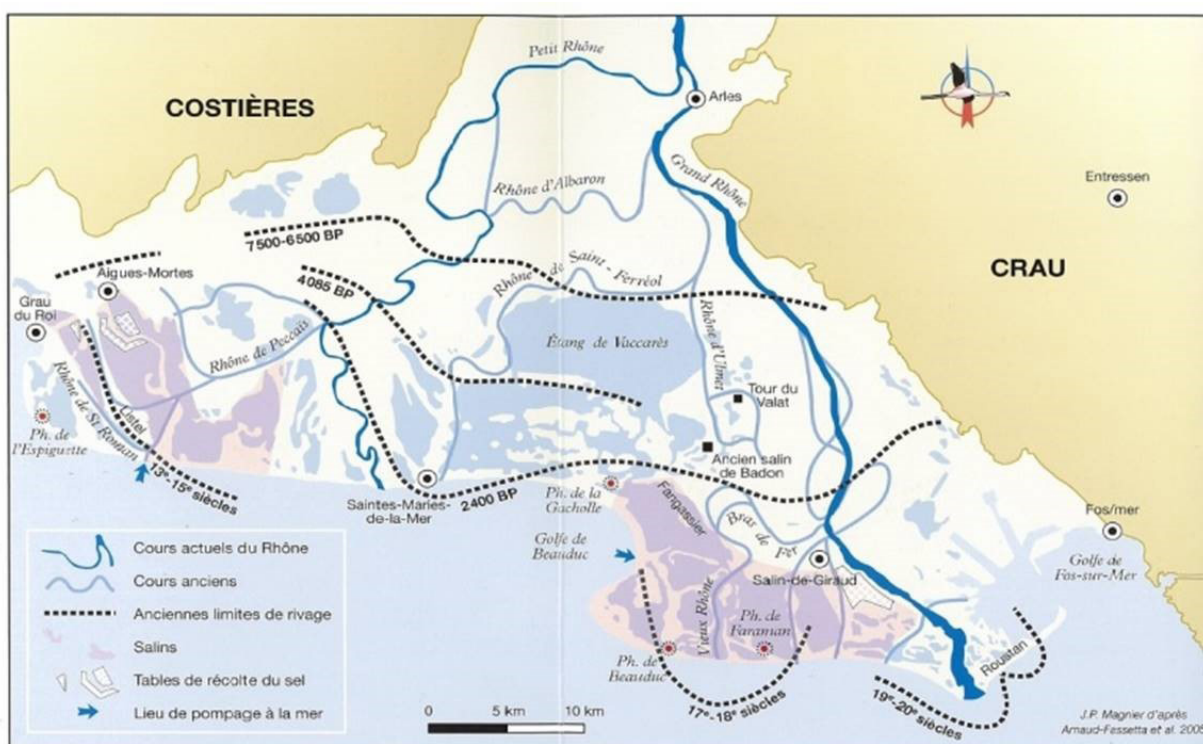 COSTIÈRES
Petit Rhône
Arles
Grand Rhône
Rhône d'Albaron
Entressen
CRAU
7500-6500 BP
Aigues-Mortes
4085 BP
Rhône de Saint-Ferréol
Grau
du Roi
Rhône de Peccais
Étang de Vaccarès
Rhône d'Ulmet
Tour du
Valat
Rhône de St Roman
Listel
Ph. de
l'Espiguette
Ancien salin
de Badon
13e-15e siècles
Saintes-Maries-
de-la-Mer
2400 BP
Ph. de la
Gacholle
Fangassier
Bras de Fer
Fos/mer
Golfe de
Beauduc
Golfe de
Fos-sur-Mer
Salin-de-Giraud
Vieux Rhône
Ph. de
Faraman
Ph. de
Beauduc
Roustan
17e-18e siècles
19e-20e siècles
Cours actuels du Rhône
Cours anciens
Anciennes limites de rivage
Salins
Tables de récolte du sel
Lieu de pompage à la mer
0 5 km 10 km
J.P. Magnier d'après
Arnaud-Fassetta et al. 2005